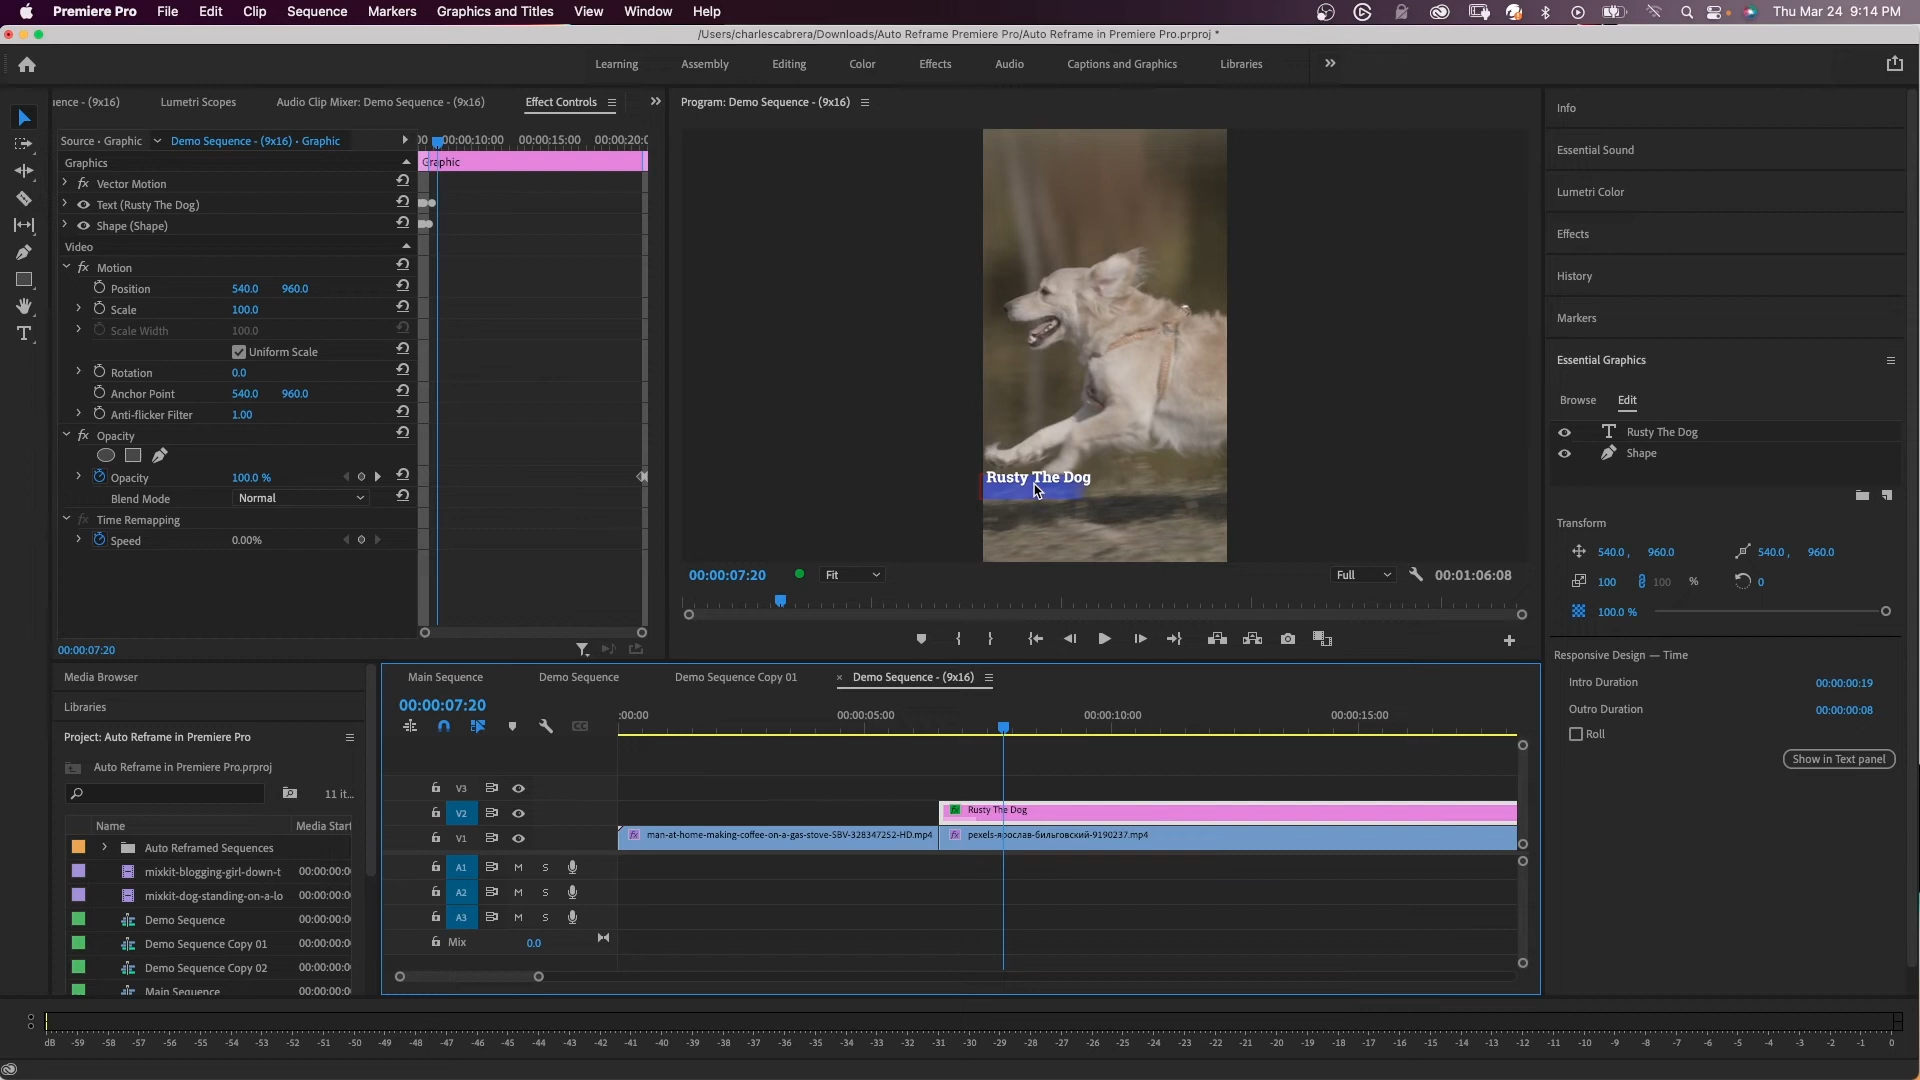 Premiere Pro File Edit Clip Sequence Markers Graphics and Titles View Window Help Thu Mar 24 9:14 PM
/Users/charlescabrera/Downloads/Auto Reframe Premiere Pro/Auto Reframe in Premiere Pro.prproj *
Learning Assembly Editing Color Effects Audio Captions and Graphics Libraries
uence - (9x16) Lumetri Scopes Audio Clip Mixer: Demo Sequence - (9x16) Effect Controls
Source · Graphic Demo Sequence - (9x16) · Graphic
00 00:00:10:00 00:00:15:00 00:00:20:0
Graphics
Graphic
Vector Motion
Text (Rusty The Dog)
Shape (Shape)
Video
Motion
Position 540.0 960.0
Scale 100.0
Scale Width 100.0
Uniform Scale
Rotation 0.0
Anchor Point 540.0 960.0
Anti-flicker Filter 1.00
Opacity
Opacity 100.0 %
Blend Mode Normal
Time Remapping
Speed 0.00%
00:00:07:20
Program: Demo Sequence - (9x16)
Rusty The Dog
00:00:07:20 Fit Full 00:01:06:08
Info
Essential Sound
Lumetri Color
Effects
History
Markers
Essential Graphics
Browse Edit
Rusty The Dog
Shape
Transform
540.0 , 960.0 540.0 , 960.0
100 100 % 0
100.0 %
Responsive Design — Time
Intro Duration 00:00:00:19
Outro Duration 00:00:00:08
Roll
Show in Text panel
Media Browser
Libraries
Project: Auto Reframe in Premiere Pro
Auto Reframe in Premiere Pro.prproj
11 it...
Name Media Start
Auto Reframed Sequences
mixkit-blogging-girl-down-t 00:00:00:0
mixkit-dog-standing-on-a-lo 00:00:00:0
Demo Sequence 00:00:00:0
Demo Sequence Copy 01 00:00:00:0
Demo Sequence Copy 02 00:00:00:0
Main Sequence 00:00:00:0
Main Sequence Demo Sequence Demo Sequence Copy 01 × Demo Sequence - (9x16)
00:00:07:20
:00:00 00:00:05:00 00:00:10:00 00:00:15:00
CC
V3
V2 Rusty The Dog
V1 man-at-home-making-coffee-on-a-gas-stove-SBV-328347252-HD.mp4 pexels-ярослав-бильговский-9190237.mp4
A1 M S
A2 M S
A3 M S
Mix 0.0
dB -59 -58 -57 -56 -55 -54 -53 -52 -51 -50 -49 -48 -47 -46 -45 -44 -43 -42 -41 -40 -39 -38 -37 -36 -35 -34 -33 -32 -31 -30 -29 -28 -27 -26 -25 -24 -23 -22 -21 -20 -19 -18 -17 -16 -15 -14 -13 -12 -11 -10 -9 -8 -7 -6 -5 -4 -3 -2 -1 0